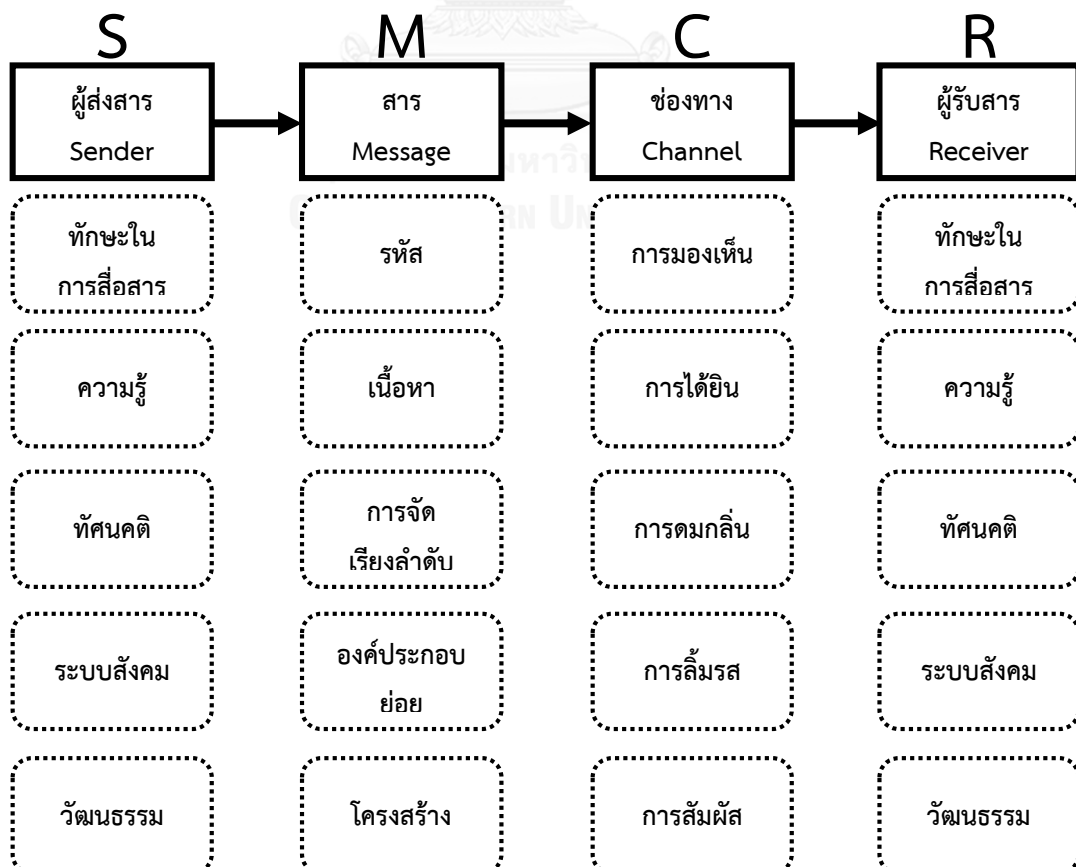 S
M
C
R
ผู้ส่งสาร
Sender
สาร
Message
ช่องทาง
Channel
ผู้รับสาร
Receiver
ทักษะใน
การสื่อสาร
รหัส
การมองเห็น
ทักษะใน
การสื่อสาร
ความรู้
เนื้อหา
การได้ยิน
ความรู้
ทัศนคติ
การจัด
เรียงลำดับ
การดมกลิ่น
ทัศนคติ
ระบบสังคม
องค์ประกอบ
ย่อย
การลิ้มรส
ระบบสังคม
วัฒนธรรม
โครงสร้าง
การสัมผัส
วัฒนธรรม